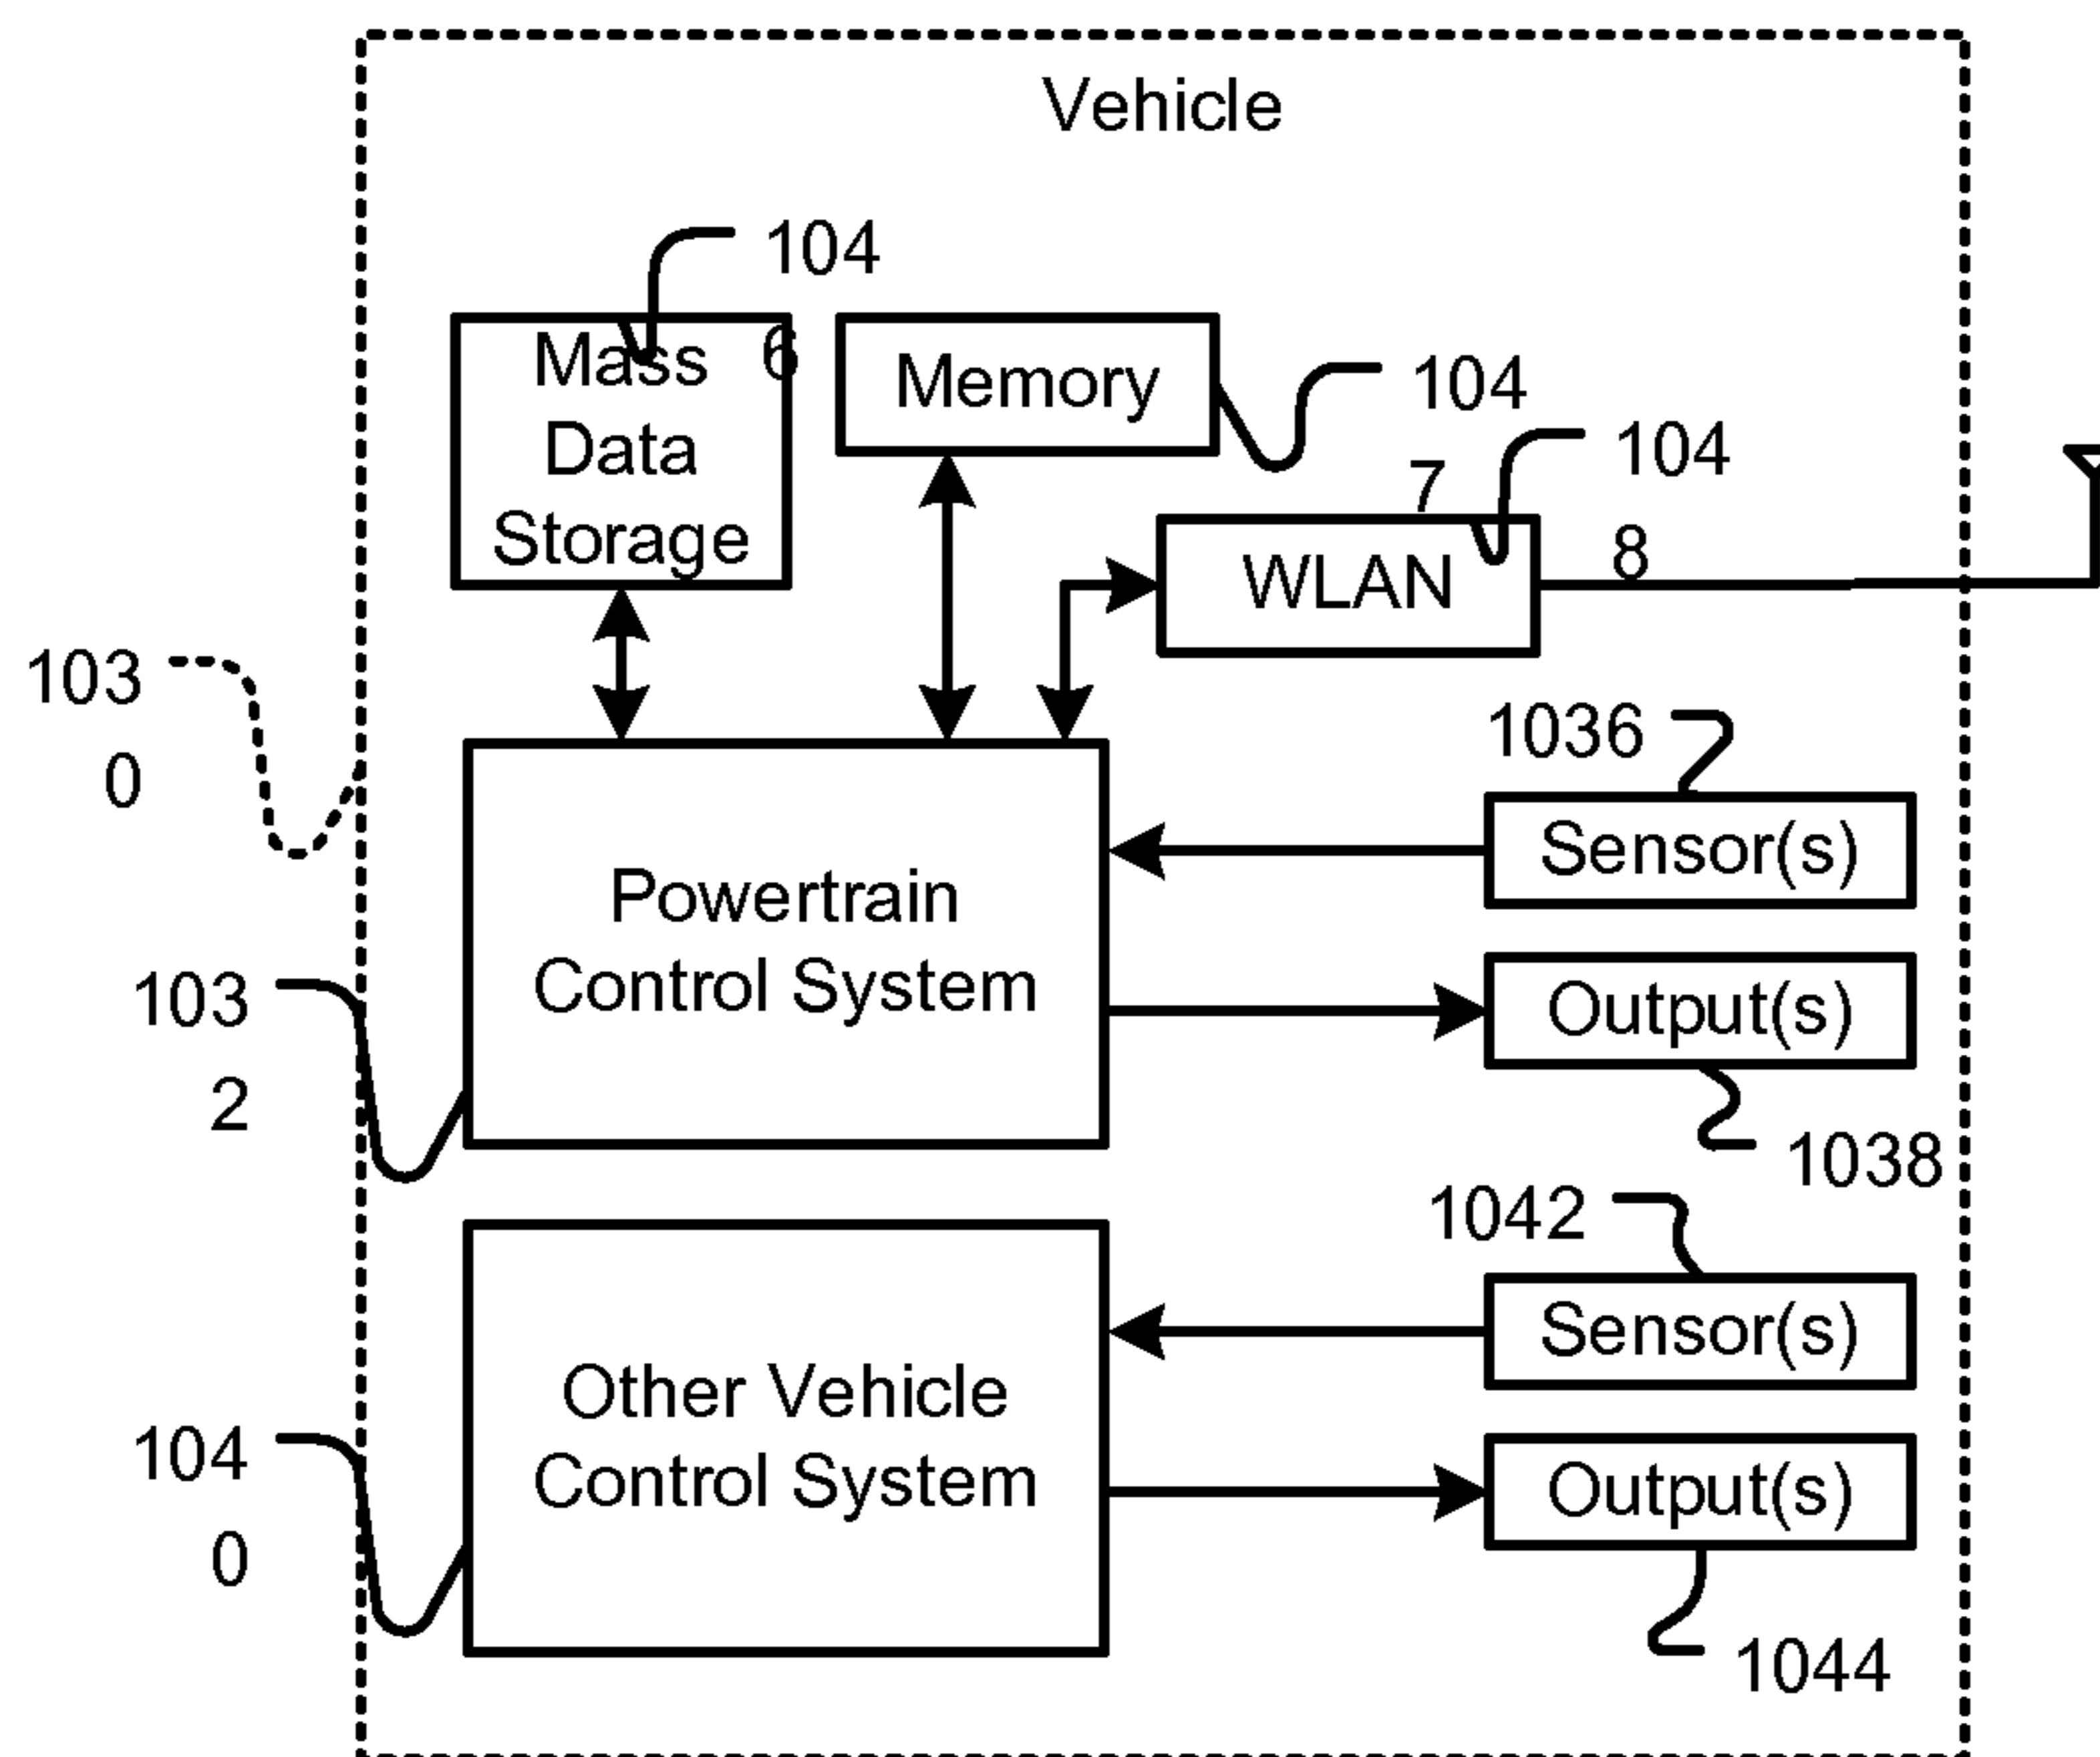 Vehicle
104
6
Mass
Data
Storage
Memory
104
7
104
8
WLAN
103
0
1036
Sensor(s)
Powertrain
Control System
Output(s)
103
2
1038
1042
Sensor(s)
Other Vehicle
Control System
Output(s)
104
0
1044